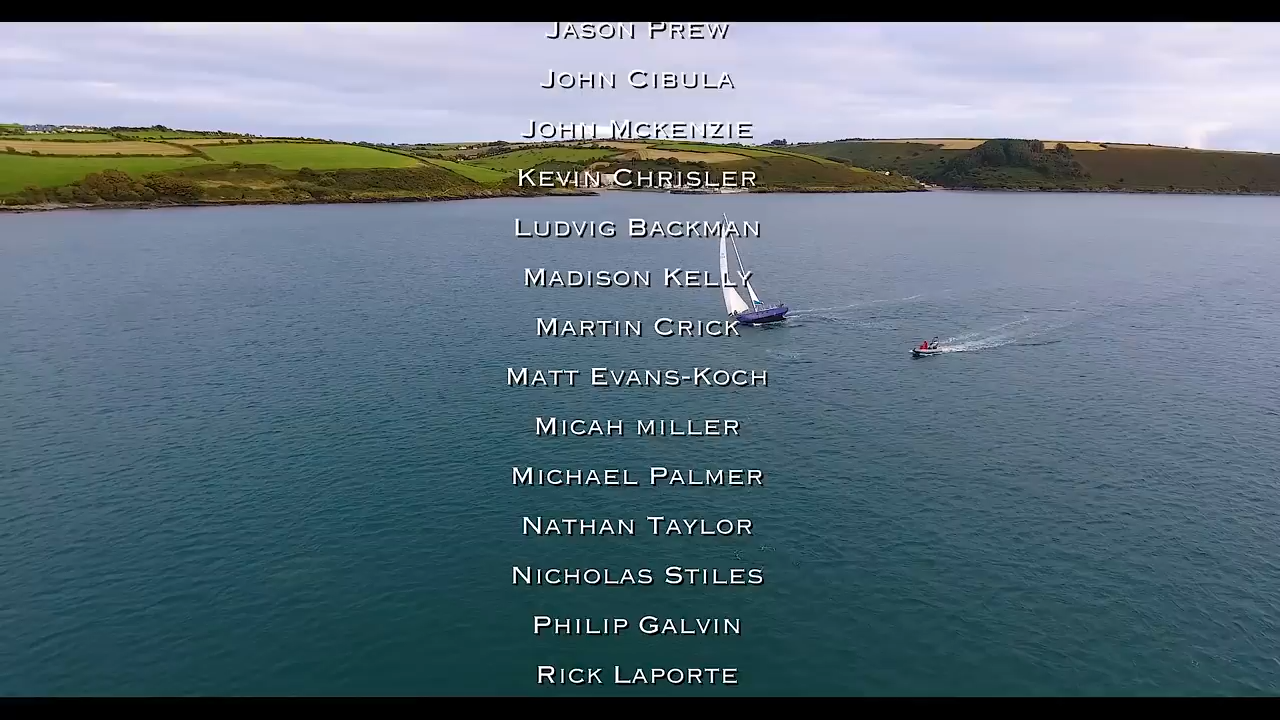 Jason Prew
John Cibula
John McKenzie
Kevin Chrisler
Ludvig Backman
Madison Kelly
Martin Crick
Matt Evans-Koch
Micah miller
Michael Palmer
Nathan Taylor
Nicholas Stiles
Philip Galvin
Rick Laporte